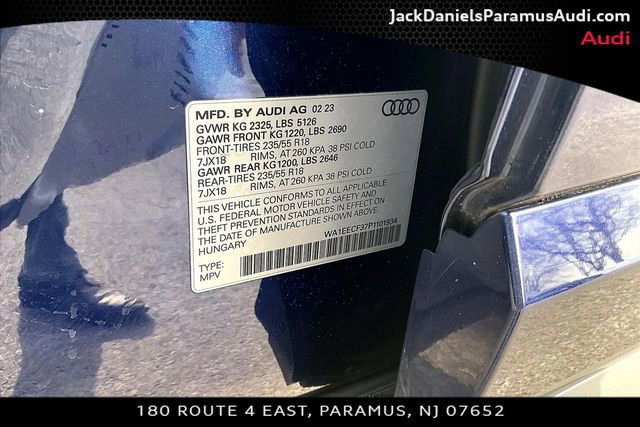 JackDanielsParamusAudi.com
Audi
MFD. BY AUDI AG 02 23
GVWR KG 2325, LBS 5126
GAWR FRONT KG1220, LBS 2690
FRONT-TIRES 235/55 R18
7JX18 RIMS, AT 260 KPA 38 PSI COLD
GAWR REAR KG1200, LBS 2646
REAR-TIRES 235/55 R18
7JX18 RIMS, AT 260 KPA 38 PSI COLD
THIS VEHICLE CONFORMS TO ALL APPLICABLE
U.S. FEDERAL MOTOR VEHICLE SAFETY AND
THEFT PREVENTION STANDARDS IN EFFECT ON
THE DATE OF MANUFACTURE SHOWN ABOVE
HUNGARY
WA1EECF37P1101934
TYPE:
MPV
180 ROUTE 4 EAST, PARAMUS, NJ 07652